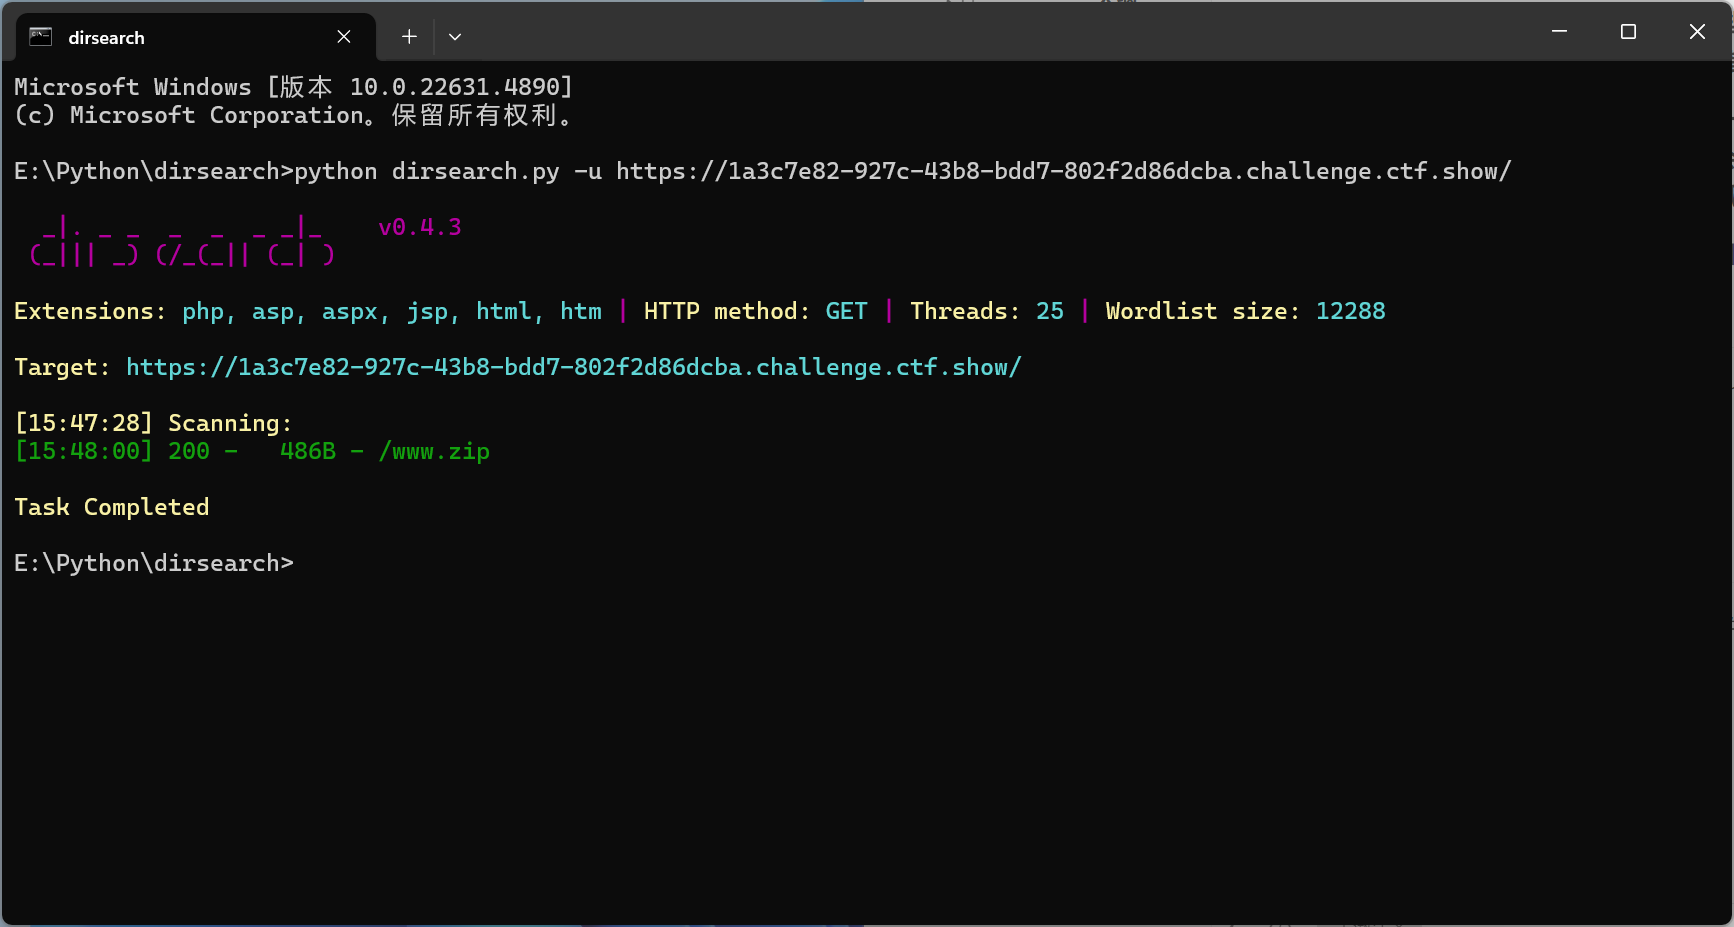 dirsearch
Microsoft Windows [版本 10.0.22631.4890]
(c) Microsoft Corporation。保留所有权利。
E:\Python\dirsearch>python dirsearch.py -u https://1a3c7e82-927c-43b8-bdd7-802f2d86dcba.challenge.ctf.show/
  _|. _ _  _  _  _ _|_    v0.4.3
 (_||| _) (/_(_|| (_| )
Extensions: php, asp, aspx, jsp, html, htm | HTTP method: GET | Threads: 25 | Wordlist size: 12288
Target: https://1a3c7e82-927c-43b8-bdd7-802f2d86dcba.challenge.ctf.show/
[15:47:28] Scanning:
[15:48:00] 200 -   486B - /www.zip
Task Completed
E:\Python\dirsearch>